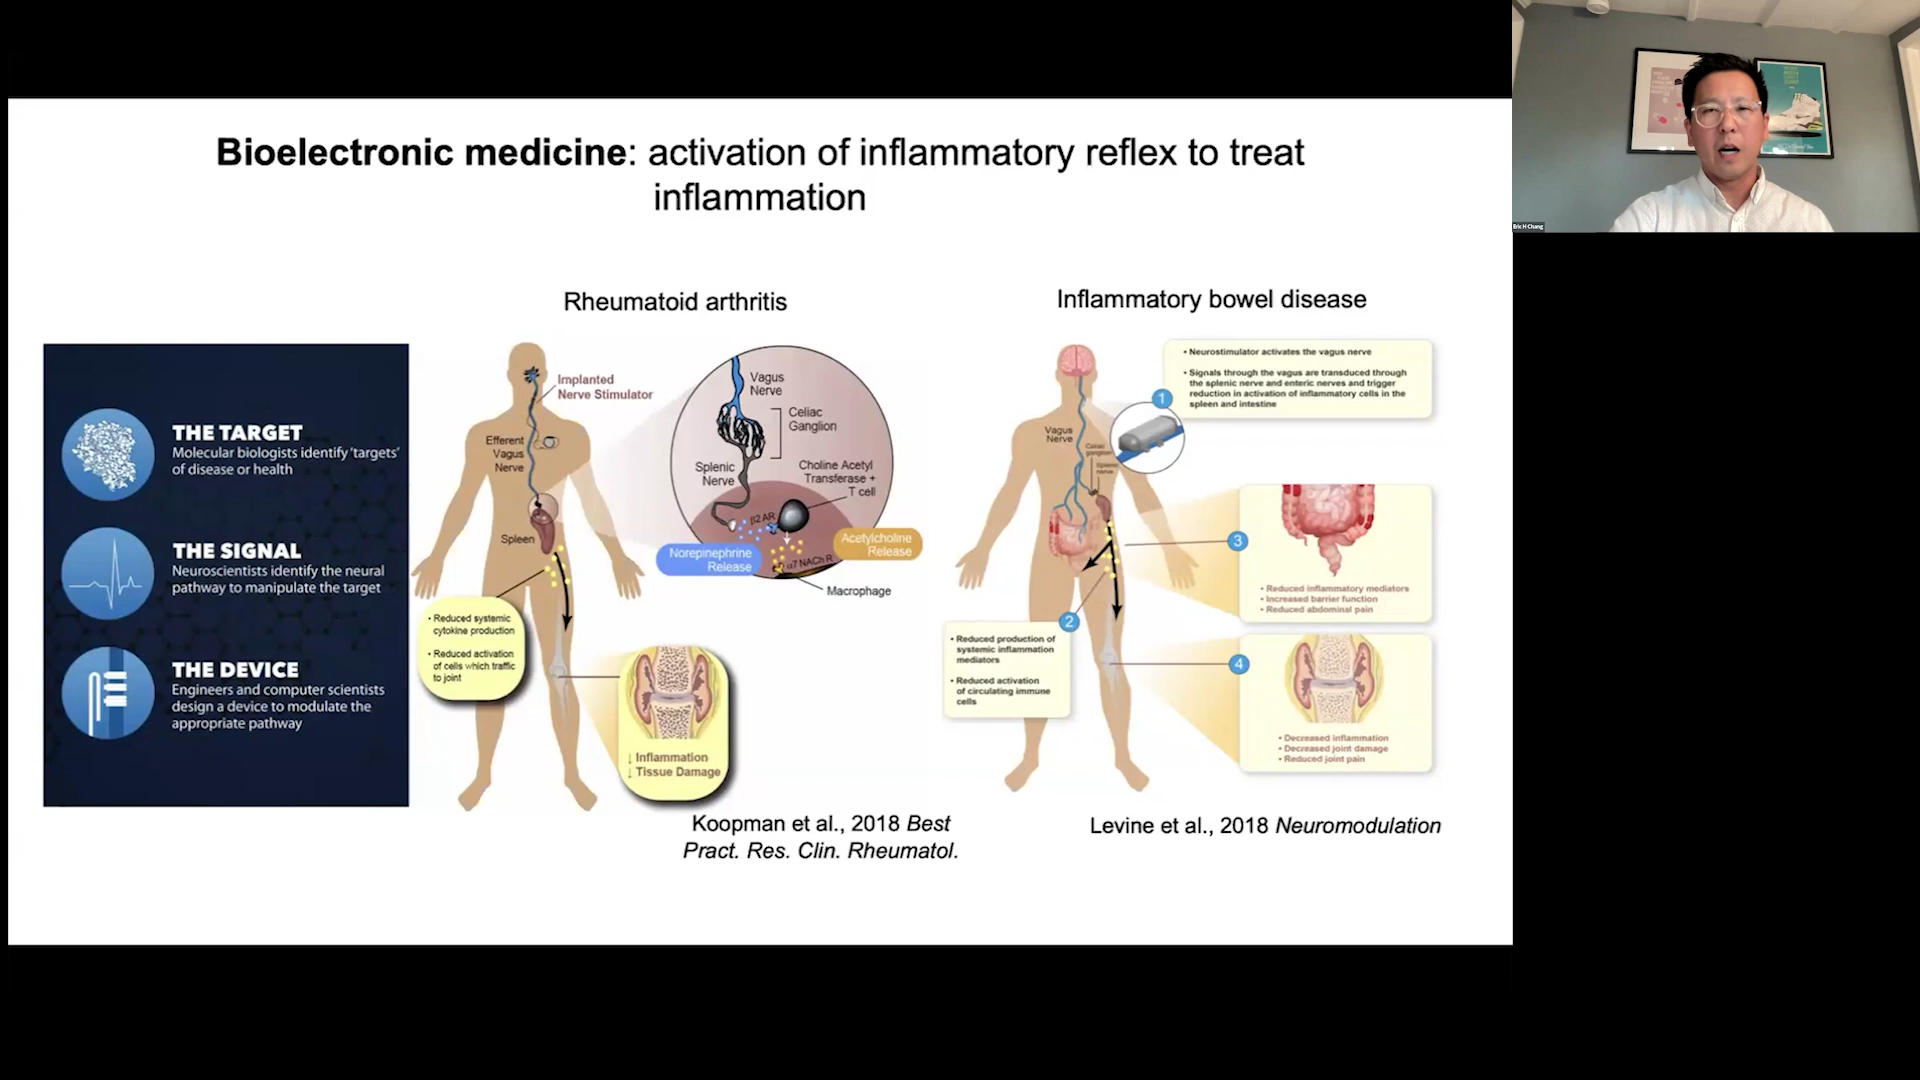 Bioelectronic medicine: activation of inflammatory reflex to treat
inflammation
THE TARGET
Molecular biologists identify 'targets'
of disease or health
THE SIGNAL
Neuroscientists identify the neural
pathway to manipulate the target
THE DEVICE
Engineers and computer scientists
design a device to modulate the
appropriate pathway
Rheumatoid arthritis
Implanted
Nerve Stimulator
Efferent
Vagus
Nerve
Spleen
Vagus
Nerve
Celiac
Ganglion
Splenic
Nerve
Choline Acetyl
Transferase +
T cell
β2 AR
Norepinephrine
Release
Acetylcholine
Release
α7 NACh R
Macrophage
• Reduced systemic
cytokine production
• Reduced activation
of cells which traffic
to joint
↓ Inflammation
↓ Tissue Damage
Koopman et al., 2018 Best
Pract. Res. Clin. Rheumatol.
Inflammatory bowel disease
• Neurostimulator activates the vagus nerve
• Signals through the vagus are transduced through
the splenic nerve and enteric nerves and trigger
reduction in activation of inflammatory cells in the
spleen and intestine
1
Vagus
Nerve
Celiac
ganglion
Splenic
nerve
3
• Reduced inflammatory mediators
• Increased barrier function
• Reduced abdominal pain
2
• Reduced production of
systemic inflammation
mediators
• Reduced activation
of circulating immune
cells
4
• Decreased inflammation
• Decreased joint damage
• Reduced joint pain
Levine et al., 2018 Neuromodulation
Eric H Chang